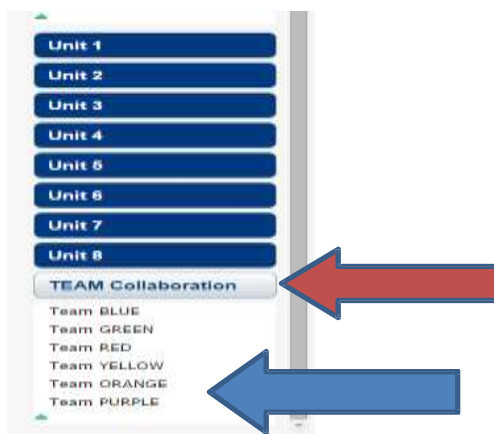 Unit 1
Unit 2
Unit 3
Unit 4
Unit 5
Unit 6
Unit 7
Unit 8
TEAM Collaboration
Team BLUE
Team GREEN
Team RED
Team YELLOW
Team ORANGE
Team PURPLE